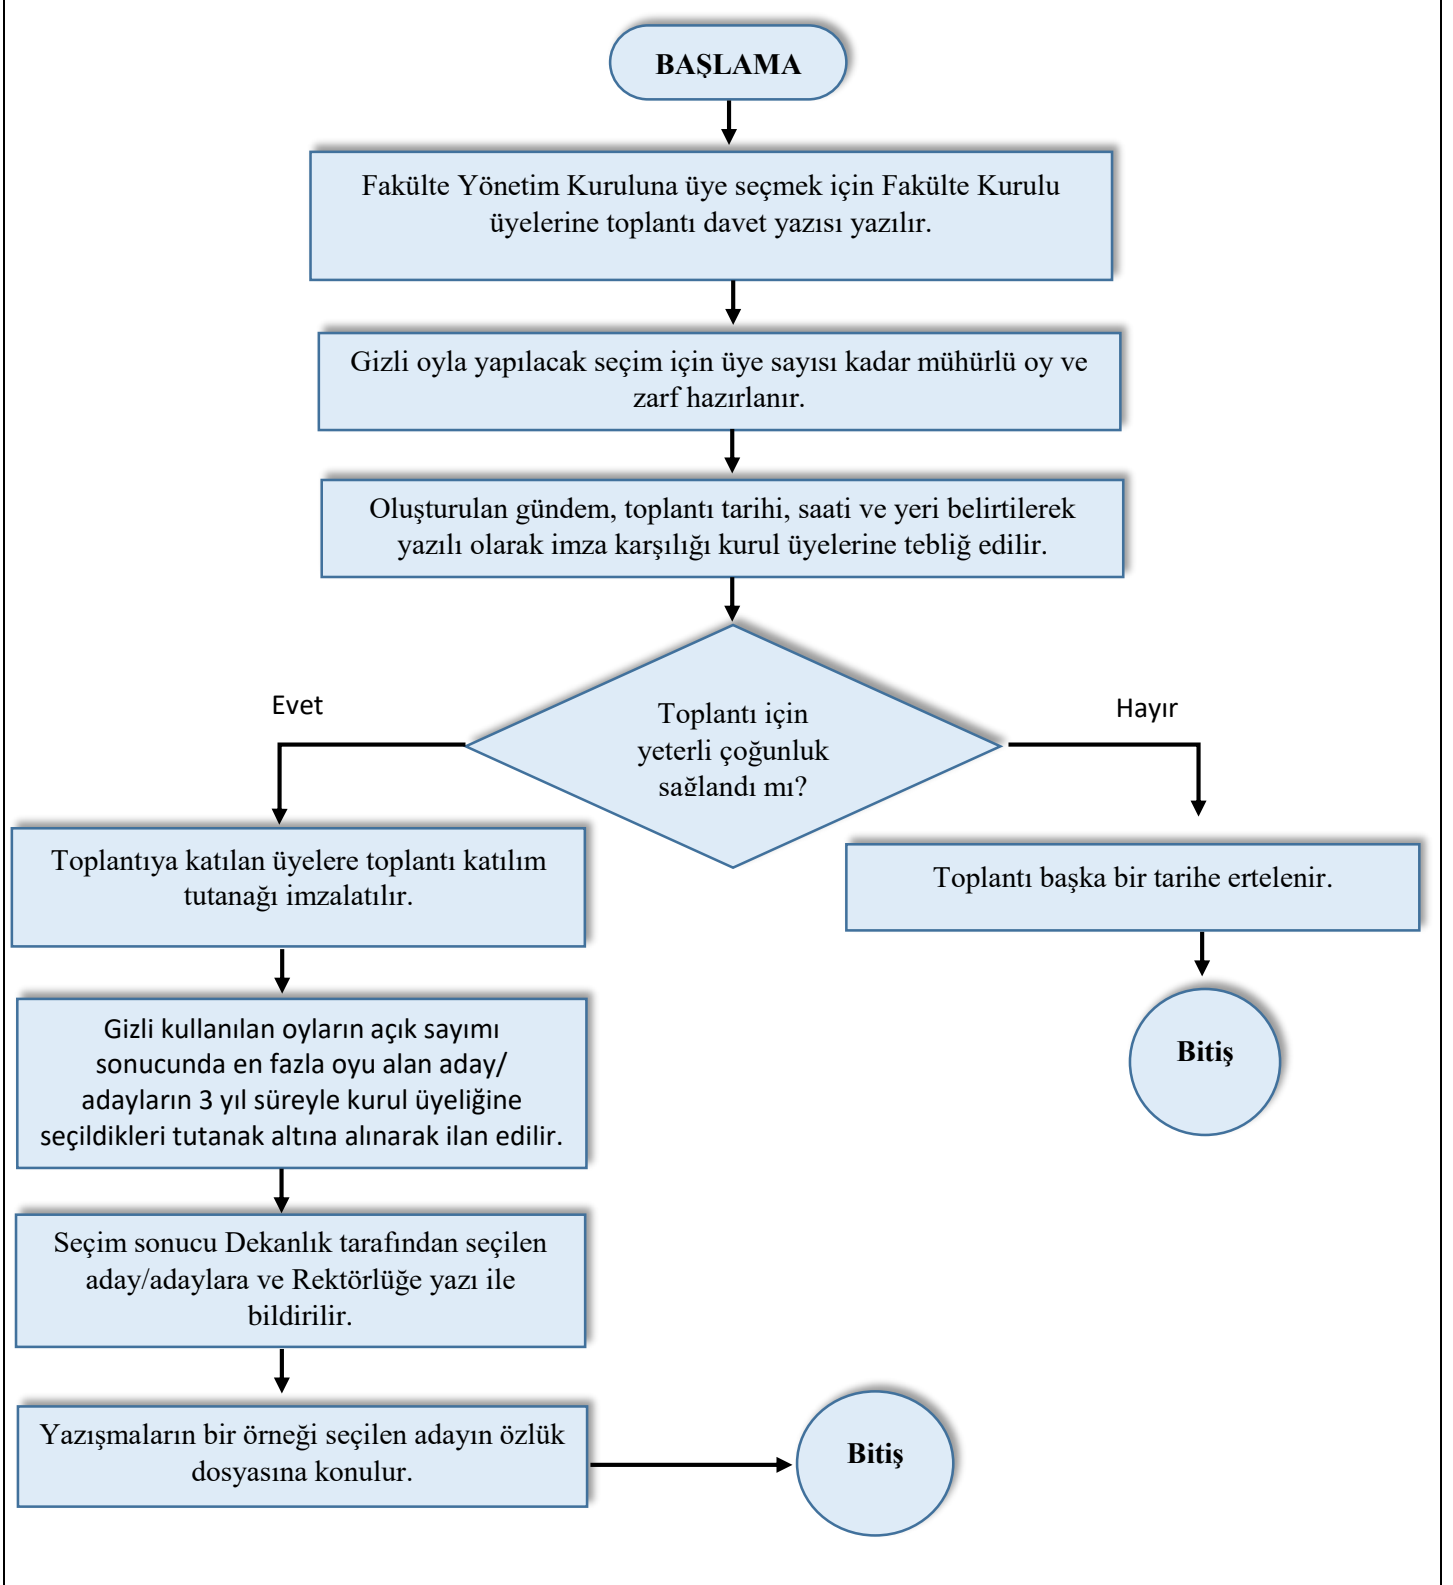 BAŞLAMA
Fakülte Yönetim Kuruluna üye seçmek için Fakülte Kurulu
üyelerine toplantı davet yazısı yazılır.
Gizli oyla yapılacak seçim için üye sayısı kadar mühürlü oy ve
zarf hazırlanır.
Oluşturulan gündem, toplantı tarihi, saati ve yeri belirtilerek
yazılı olarak imza karşılığı kurul üyelerine tebliğ edilir.
Toplantı için
yeterli çoğunluk
sağlandı mı?
Evet
Hayır
Toplantıya katılan üyelere toplantı katılım
tutanağı imzalatılır.
Toplantı başka bir tarihe ertelenir.
Bitiş
Gizli kullanılan oyların açık sayımı
sonucunda en fazla oyu alan aday/
adayların 3 yıl süreyle kurul üyeliğine
seçildikleri tutanak altına alınarak ilan edilir.
Seçim sonucu Dekanlık tarafından seçilen
aday/adaylara ve Rektörlüğe yazı ile
bildirilir.
Yazışmaların bir örneği seçilen adayın özlük
dosyasına konulur.
Bitiş